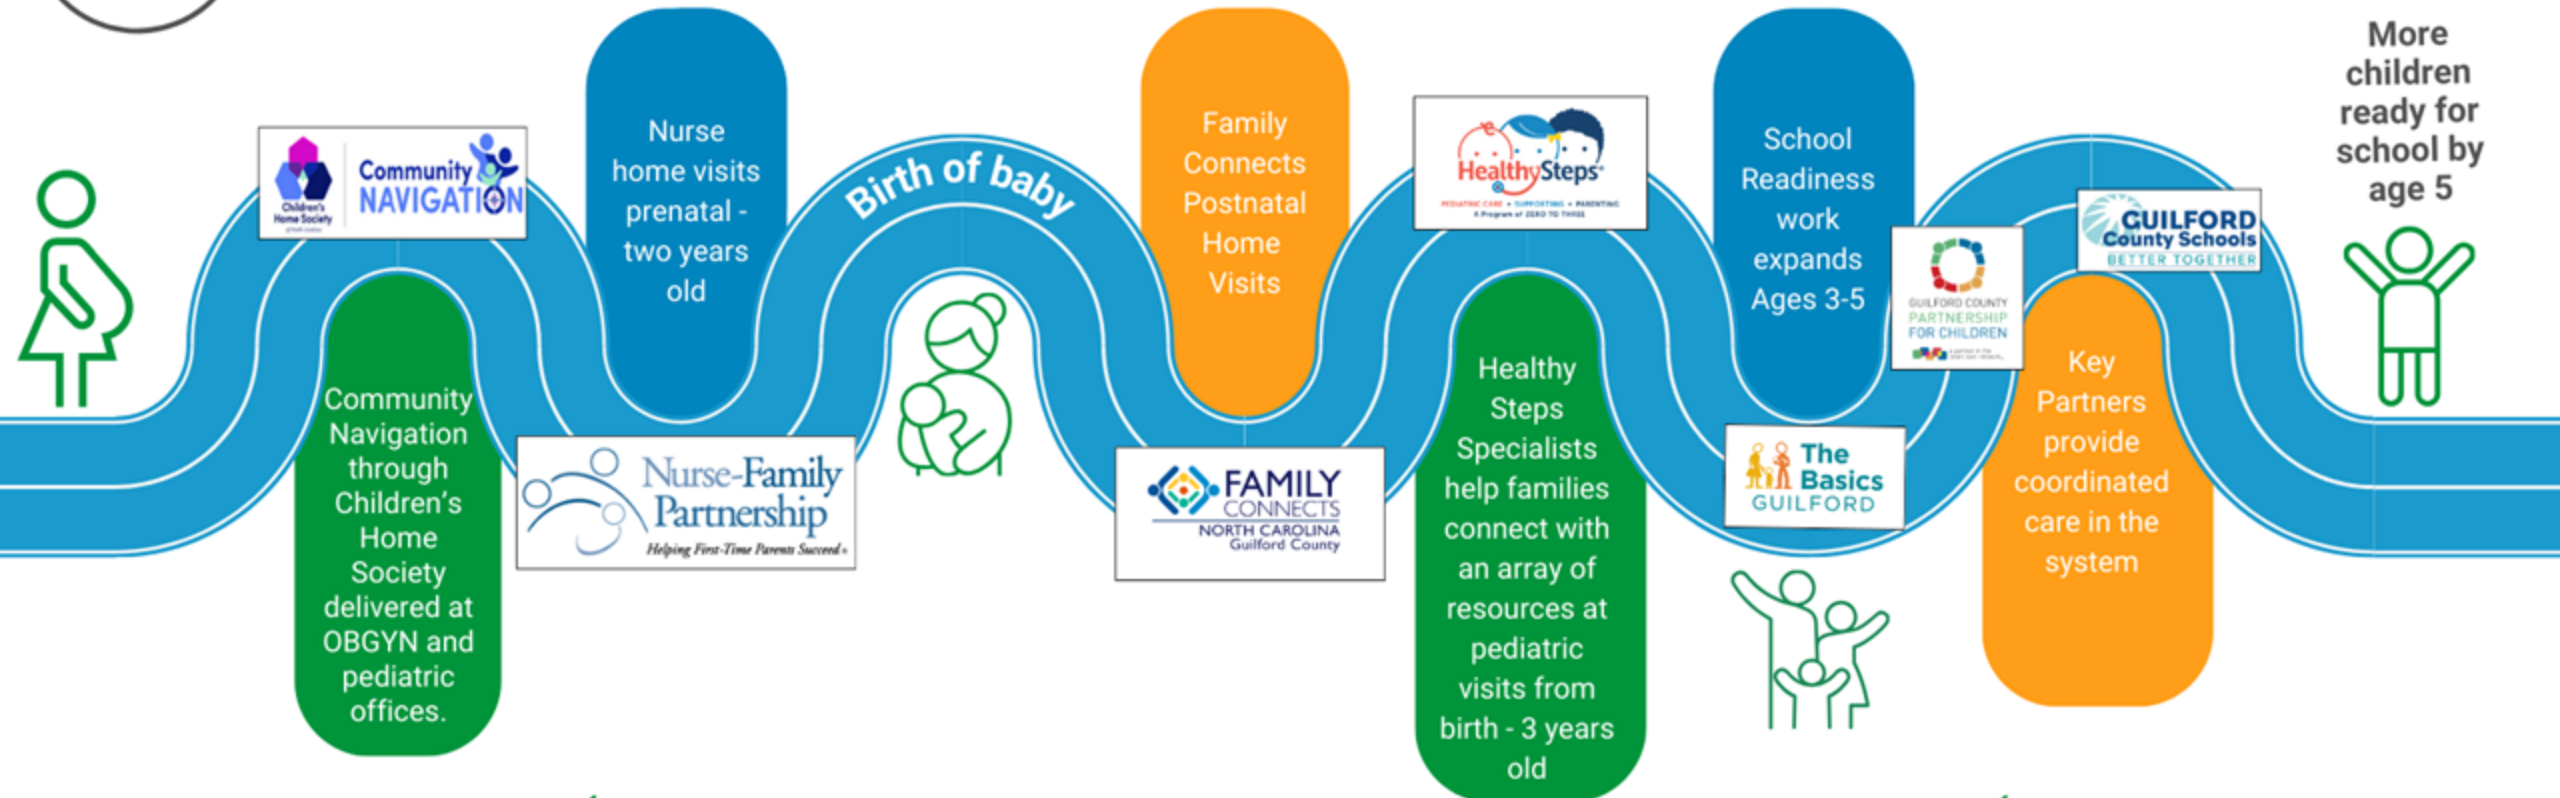 Children's
Home Society
Community
NAVIGATION
Community
Navigation
through
Children's
Home
Society
delivered at
OBGYN and
pediatric
offices.
Nurse
home visits
prenatal -
two years
old
Nurse-Family
Partnership
Helping First-Time Parents Succeed
Birth of baby
Family
Connects
Postnatal
Home
Visits
FAMILY
CONNECTS
NORTH CAROLINA
Guilford County
HealthySteps
PEDIATRIC CARE • SUPPORTING • PARENTING
A Program of ZERO TO THREE
Healthy
Steps
Specialists
help families
connect with
an array of
resources at
pediatric
visits from
birth - 3 years
old
School
Readiness
work
expands
Ages 3-5
The
Basics
GUILFORD
GUILFORD COUNTY
PARTNERSHIP
FOR CHILDREN
GUILFORD
County Schools
BETTER TOGETHER
Key
Partners
provide
coordinated
care in the
system
More
children
ready for
school by
age 5